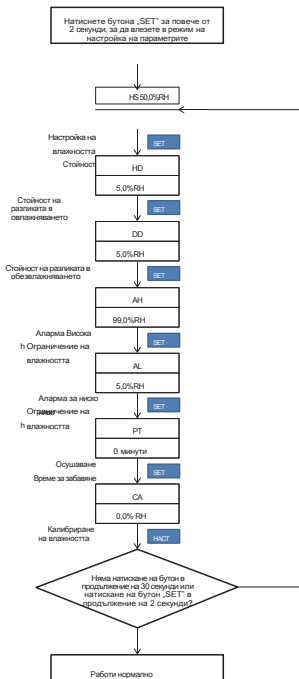 Натиснете бутона „SET" за повече от
2 секунди, за да влезете в режим на
настройка на параметрите
HS 50,0%RH
Настройка на
влажността
Стойност
SET
HD
5,0%RH
Стойност на
разликата в
овлажняването
SET
DD
5,0%RH
Стойност на разликата в
обезвлажняването
SET
AH
99,0%RH
Аларма Висока
h Ограничение на
влажността
SET
AL
5,0%RH
Аларма за ниско
Ограничение на
h влажността
SET
PT
0 минути
Осушаване
Време за забавяне
SET
CA
0,0% RH
Калибриране
на влажността
НАСТ
Няма натискане на бутон в
продължение на 30 секунди или
натискане на бутон „SET" в
продължение на 2 секунди?
Работи нормално